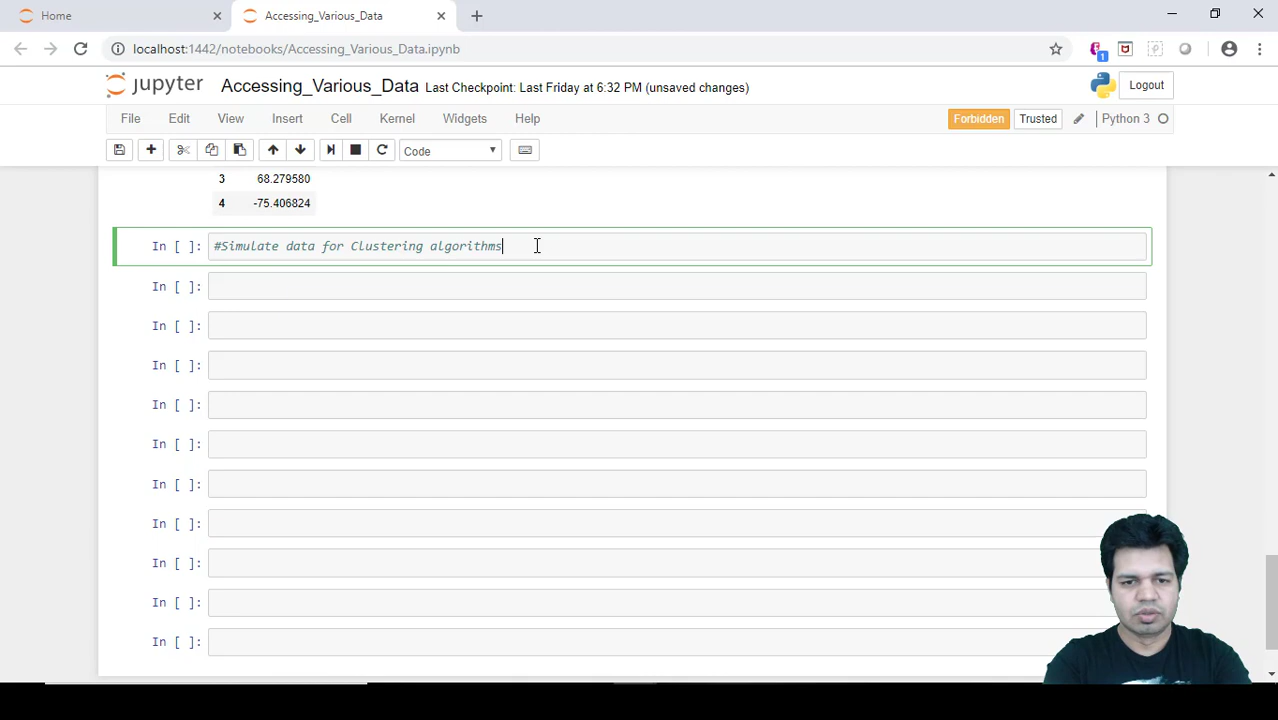 Home
Accessing_Various_Data
localhost:1442/notebooks/Accessing_Various_Data.ipynb
1
jupyter Accessing_Various_Data Last Checkpoint: Last Friday at 6:32 PM (unsaved changes)
Logout
File Edit View Insert Cell Kernel Widgets Help
Forbidden Trusted Python 3
Code
3 68.279580
4 -75.406824
In [ ]: #Simulate data for Clustering algorithms
In [ ]:
In [ ]:
In [ ]:
In [ ]:
In [ ]:
In [ ]:
In [ ]:
In [ ]:
In [ ]:
In [ ]: